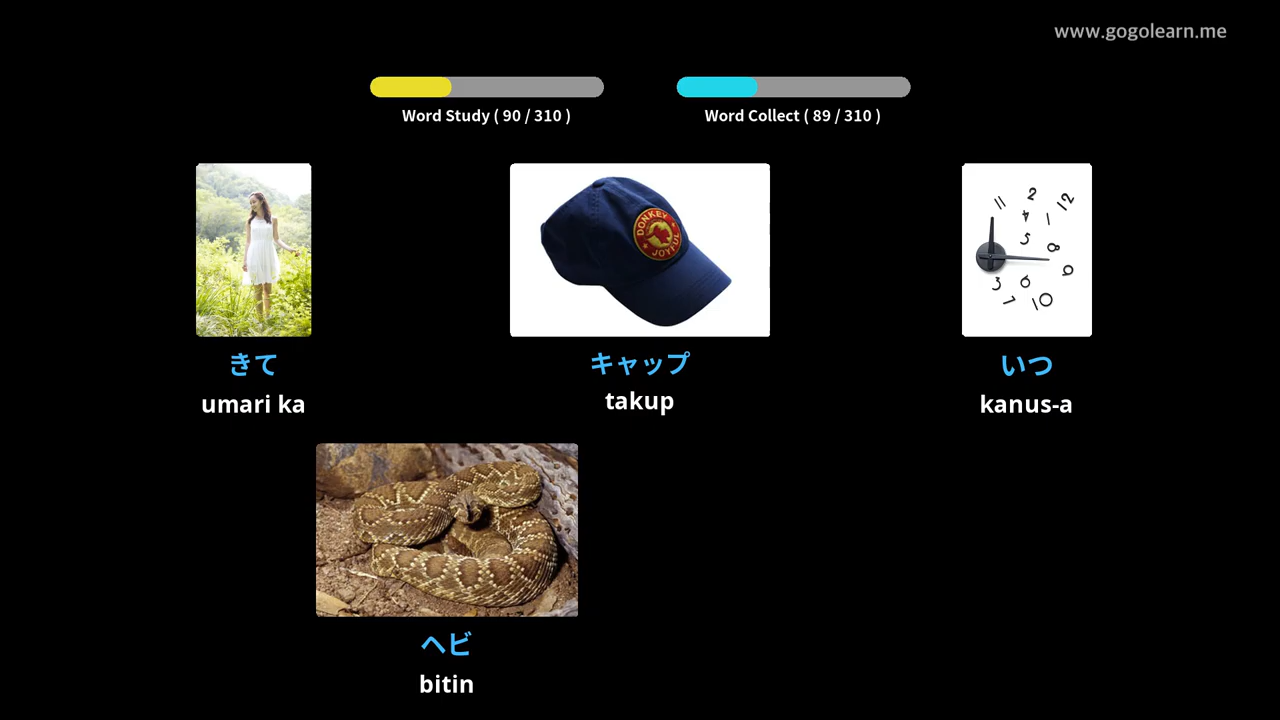 www.gogolearn.me
Word Study ( 90 / 310 )
Word Collect ( 89 / 310 )
DONKEY
JOYFUL
11 2 12
4 1
5 8
9
3 6
7 10
きて
umari ka
キャップ
takup
いつ
kanus-a
ヘビ
bitin